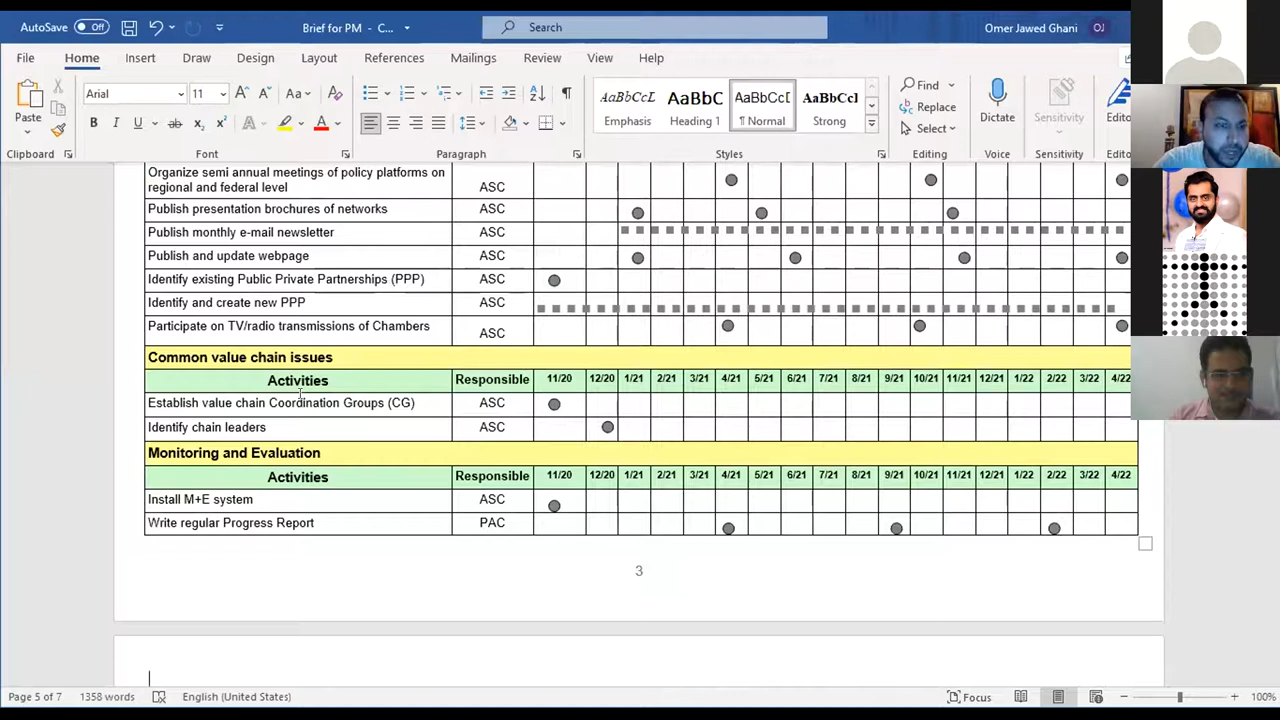 AutoSave Off Brief for PM - C... Search Omer Jawed Ghani OJ
File Home Insert Draw Design Layout References Mailings Review View Help
Paste Arial 11 Aa AaBbCcL AaBbC AaBbCcD AaBbCcI Find
Replace
Select Dictate Sensitivity Edito
B I U ab x₂ x² A A Emphasis Heading 1 ¶ Normal Strong
Clipboard Font Paragraph Styles Editing Voice Sensitivity Edito
Organize semi annual meetings of policy platforms on
regional and federal level ASC
Publish presentation brochures of networks ASC
Publish monthly e-mail newsletter ASC
Publish and update webpage ASC
Identify existing Public Private Partnerships (PPP) ASC
Identify and create new PPP ASC
Participate on TV/radio transmissions of Chambers ASC
Common value chain issues
Activities Responsible 11/20 12/20 1/21 2/21 3/21 4/21 5/21 6/21 7/21 8/21 9/21 10/21 11/21 12/21 1/22 2/22 3/22 4/22
Establish value chain Coordination Groups (CG) ASC
Identify chain leaders ASC
Monitoring and Evaluation
Activities Responsible 11/20 12/20 1/21 2/21 3/21 4/21 5/21 6/21 7/21 8/21 9/21 10/21 11/21 12/21 1/22 2/22 3/22 4/22
Install M+E system ASC
Write regular Progress Report PAC
3
Page 5 of 7 1358 words English (United States) Focus 100%